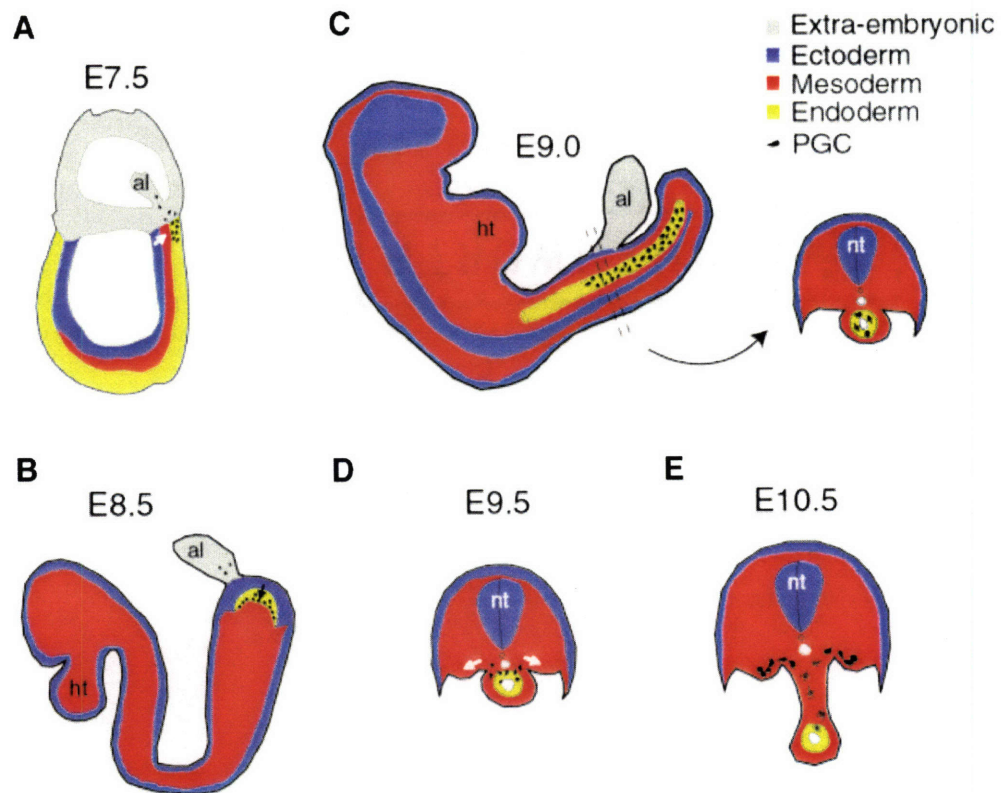 A
E7.5
al
C
E9.0
ht
al
nt
Extra-embryonic
Ectoderm
Mesoderm
Endoderm
PGC
B
E8.5
al
ht
D
E9.5
nt
E
E10.5
nt